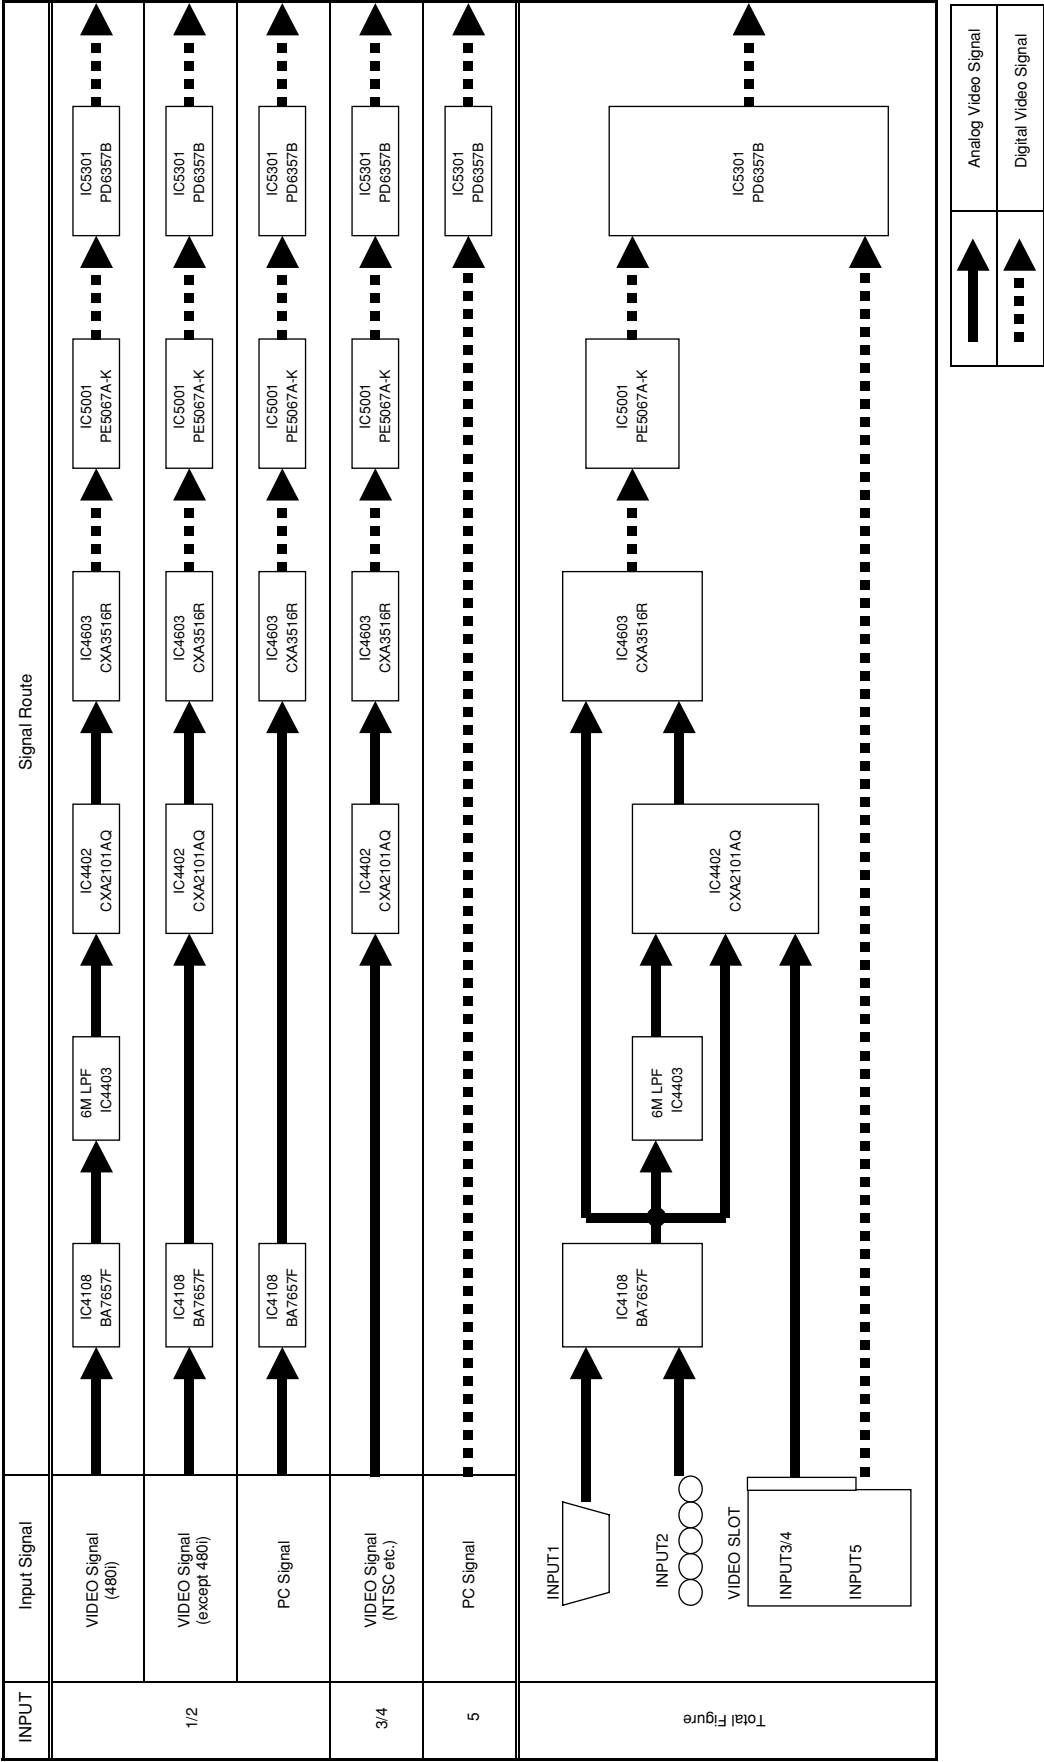 INPUT
Input Signal
Signal Route
1/2
VIDEO Signal
(480i)
IC4108
BA7657F
6M LPF
IC4403
IC4402
CXA2101AQ
IC4603
CXA3516R
IC5001
PE5067A-K
IC5301
PD6357B
VIDEO Signal
(except 480i)
IC4108
BA7657F
IC4402
CXA2101AQ
IC4603
CXA3516R
IC5001
PE5067A-K
IC5301
PD6357B
PC Signal
IC4108
BA7657F
IC4603
CXA3516R
IC5001
PE5067A-K
IC5301
PD6357B
3/4
VIDEO Signal
(NTSC etc.)
IC4402
CXA2101AQ
IC4603
CXA3516R
IC5001
PE5067A-K
IC5301
PD6357B
5
PC Signal
IC5301
PD6357B
Total Figure
INPUT1
INPUT2
VIDEO SLOT
INPUT3/4
INPUT5
IC4108
BA7657F
6M LPF
IC4403
IC4402
CXA2101AQ
IC4603
CXA3516R
IC5001
PE5067A-K
IC5301
PD6357B
Analog Video Signal
Digital Video Signal